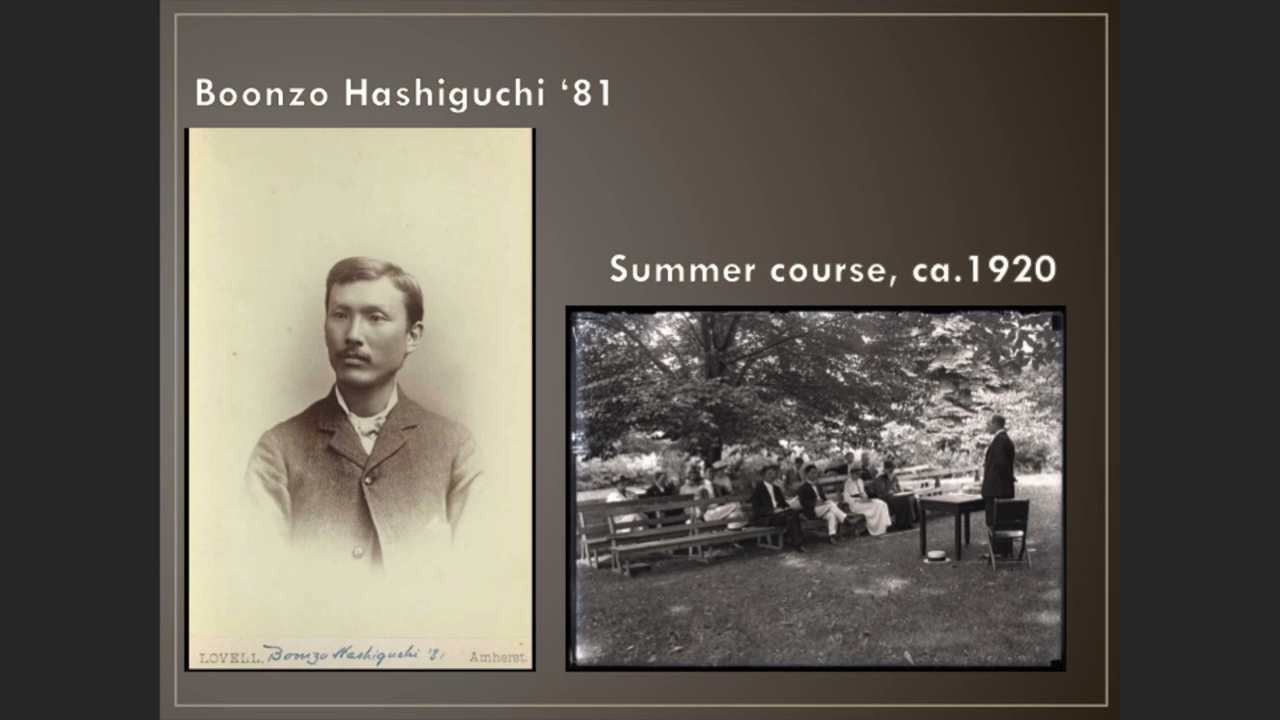 Boonzo Hashiguchi ‘81
Summer course, ca.1920
LOVELL, Boonzo Hashiguchi '81 Amherst.